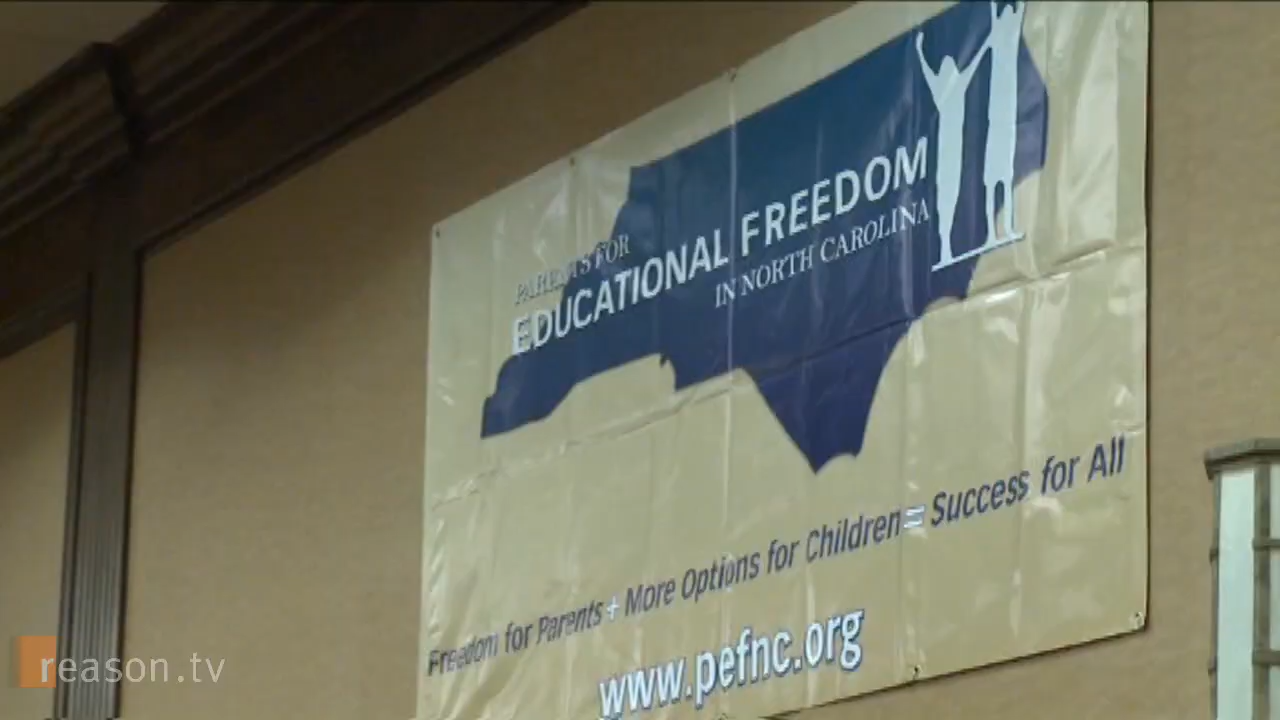 PARENTS FOR
EDUCATIONAL FREEDOM
IN NORTH CAROLINA
Freedom for Parents + More Options for Children = Success for All
www.pefnc.org
reason.tv